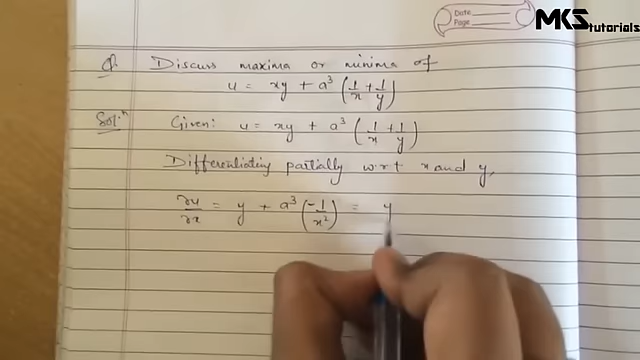 Date
Page
MKS tutorials
Q. Discuss maxima or minima of
u = xy + a³ (1/x + 1/y)
Solⁿ. Given: u = xy + a³ (1/x + 1/y)
Differentiating partially w.r.t x and y,
∂u/∂x = y + a³ (-1/x²) = y